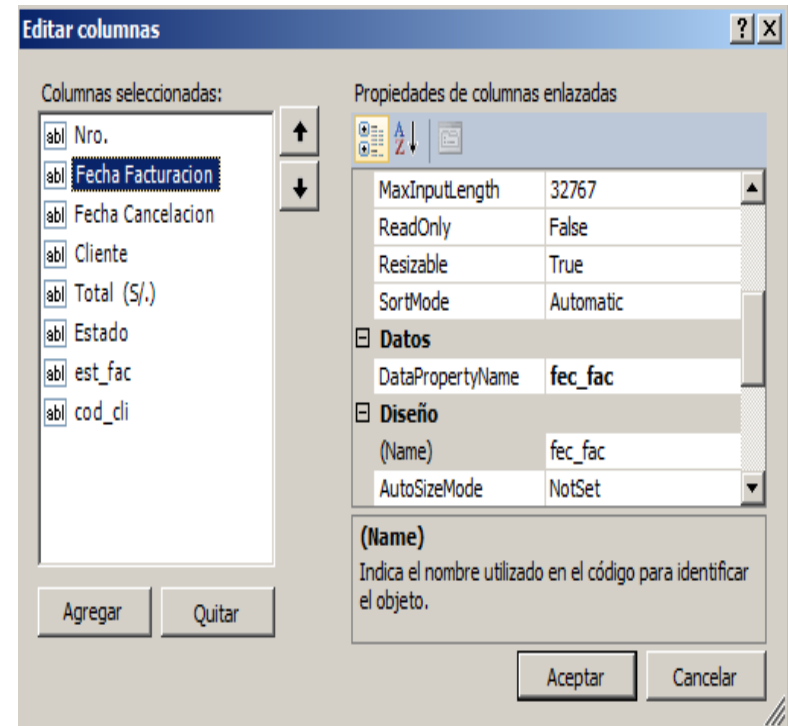 Editar columnas
Columnas seleccionadas:
Nro.
Fecha Facturacion
Fecha Cancelacion
Cliente
Total (S/.)
Estado
est_fac
cod_cli
Agregar
Quitar
Propiedades de columnas enlazadas
MaxInputLength 32767
ReadOnly False
Resizable True
SortMode Automatic
Datos
DataPropertyName fec_fac
Diseño
(Name) fec_fac
AutoSizeMode NotSet
(Name)
Indica el nombre utilizado en el código para identificar
el objeto.
Aceptar
Cancelar